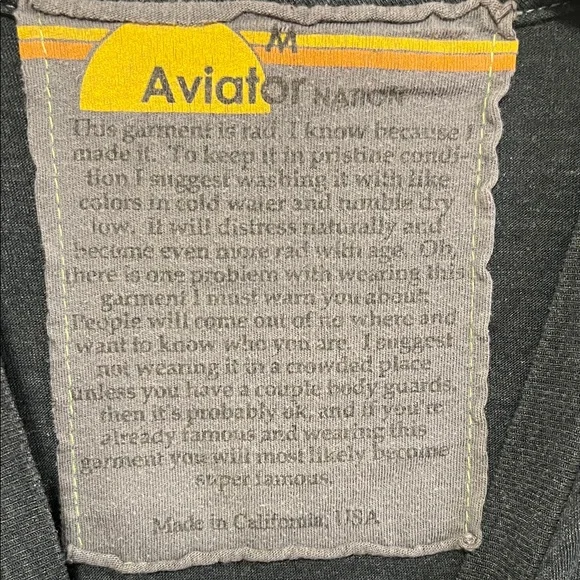 M
Aviator NATION
This garment is rad, I know because I
made it. To keep it in pristine condi-
tion I suggest washing it with like
colors in cold water and tumble dry
low. It will distress naturally and
become even more rad with age. Oh,
there is one problem with wearing this
garment I must warn you about.
People will come out of no where and
want to know who you are. I suggest
not wearing it in a crowded place
unless you have a couple body guards,
then it's probably ok, and if you're
already famous and wearing this
garment you will most likely become
super famous.
Made in California, USA